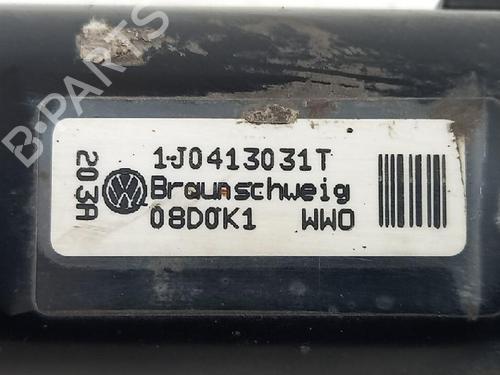 B-PARTS
203A
1J0413031T
Braunschweig
08D0K1 WWO